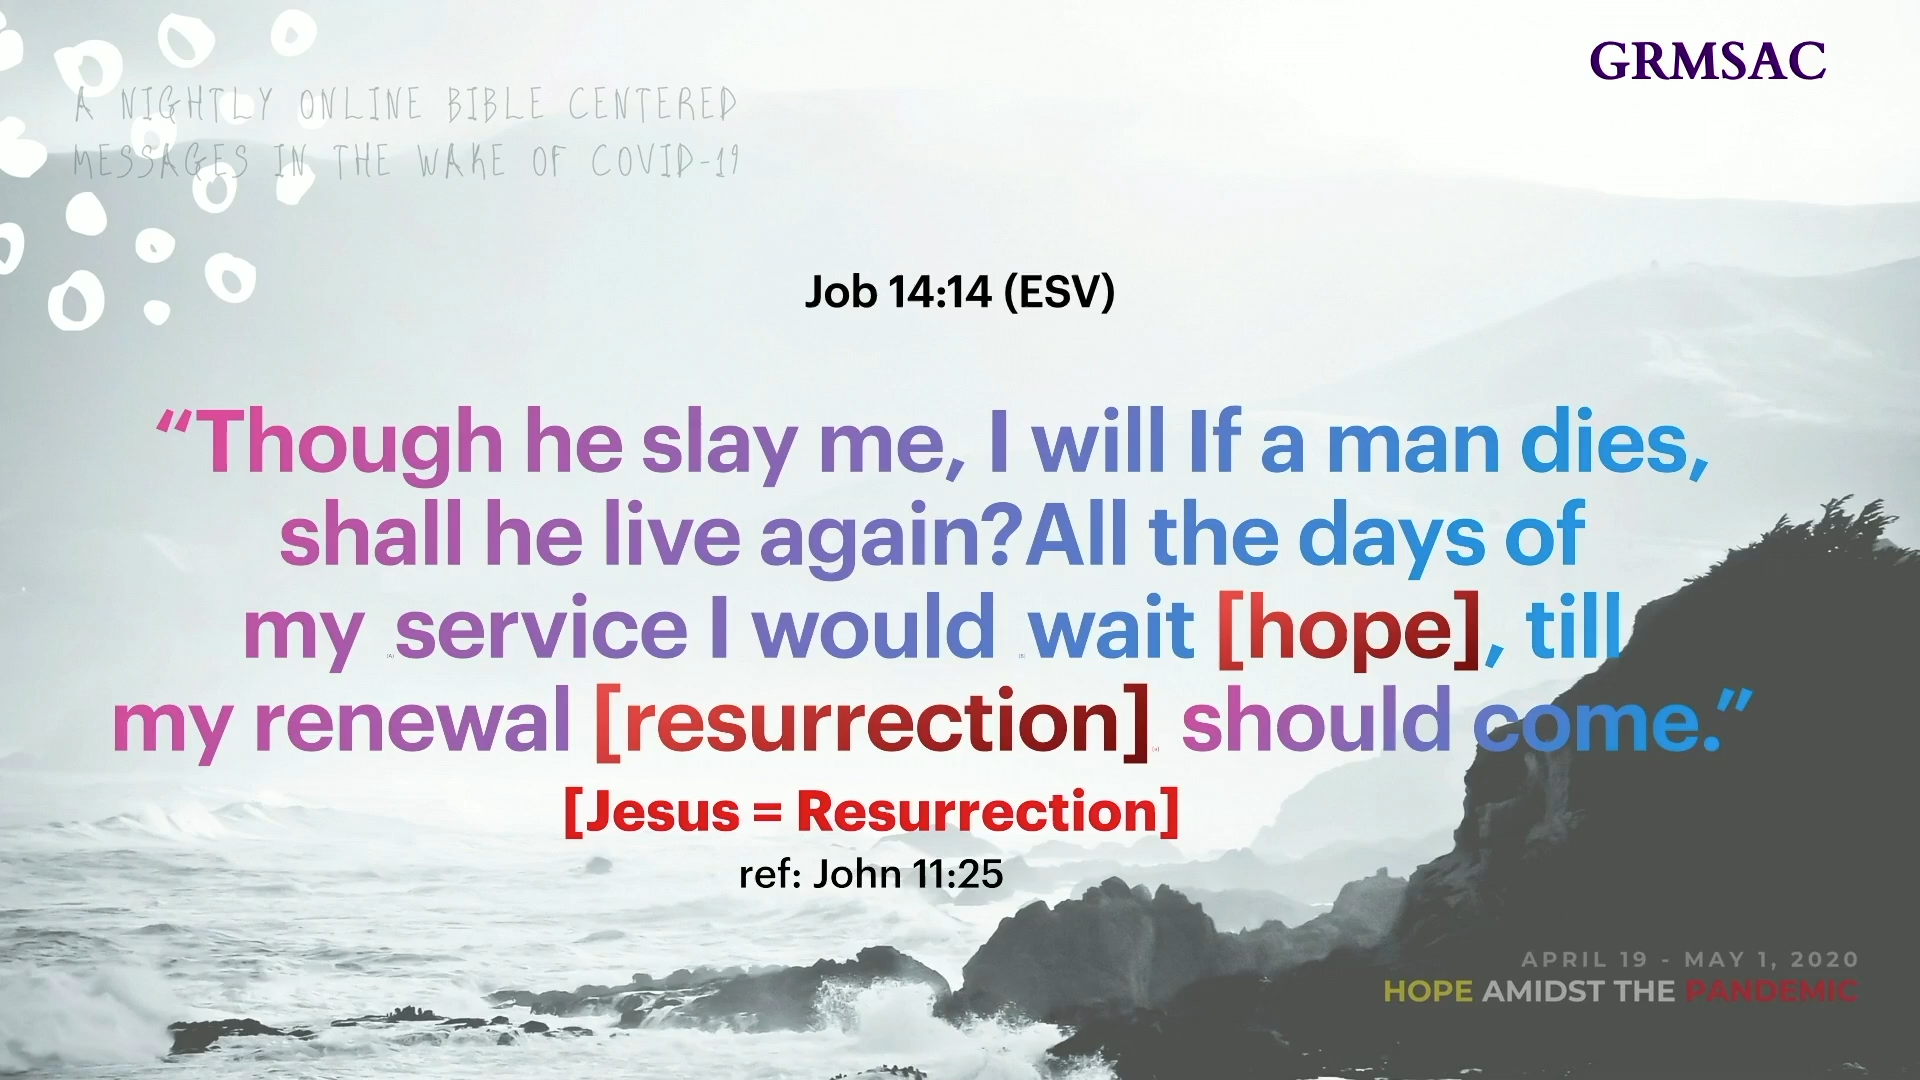 GRMSAC
A NIGHTLY ONLINE BIBLE CENTERED
MESSAGES IN THE WAKE OF COVID-19
Job 14:14 (ESV)
“Though he slay me, I will If a man dies,
shall he live again?All the days of
my service I would wait [hope], till
my renewal [resurrection] should come.”
[Jesus = Resurrection]
ref: John 11:25
APRIL 19 - MAY 1, 2020
HOPE AMIDST THE PANDEMIC